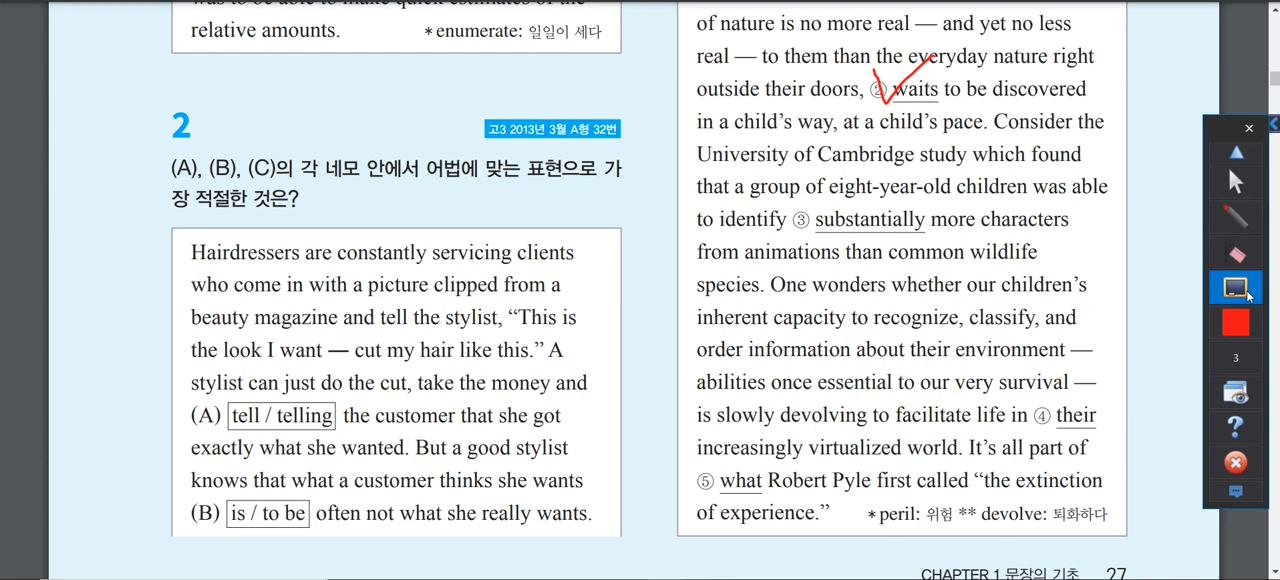 was to be able to make quick estimates of the
relative amounts.
* enumerate: 일일이 세다
2
고3 2013년 3월 A형 32번
(A), (B), (C)의 각 네모 안에서 어법에 맞는 표현으로 가
장 적절한 것은?
Hairdressers are constantly servicing clients
who come in with a picture clipped from a
beauty magazine and tell the stylist, “This is
the look I want — cut my hair like this.” A
stylist can just do the cut, take the money and
(A) tell / telling the customer that she got
exactly what she wanted. But a good stylist
knows that what a customer thinks she wants
(B) is / to be often not what she really wants.
of nature is no more real — and yet no less
real — to them than the everyday nature right
outside their doors, ② waits to be discovered
in a child’s way, at a child’s pace. Consider the
University of Cambridge study which found
that a group of eight-year-old children was able
to identify ③ substantially more characters
from animations than common wildlife
species. One wonders whether our children’s
inherent capacity to recognize, classify, and
order information about their environment —
abilities once essential to our very survival —
is slowly devolving to facilitate life in ④ their
increasingly virtualized world. It’s all part of
⑤ what Robert Pyle first called “the extinction
of experience.”
* peril: 위험 ** devolve: 퇴화하다
CHAPTER 1 문장의 기초 27
3